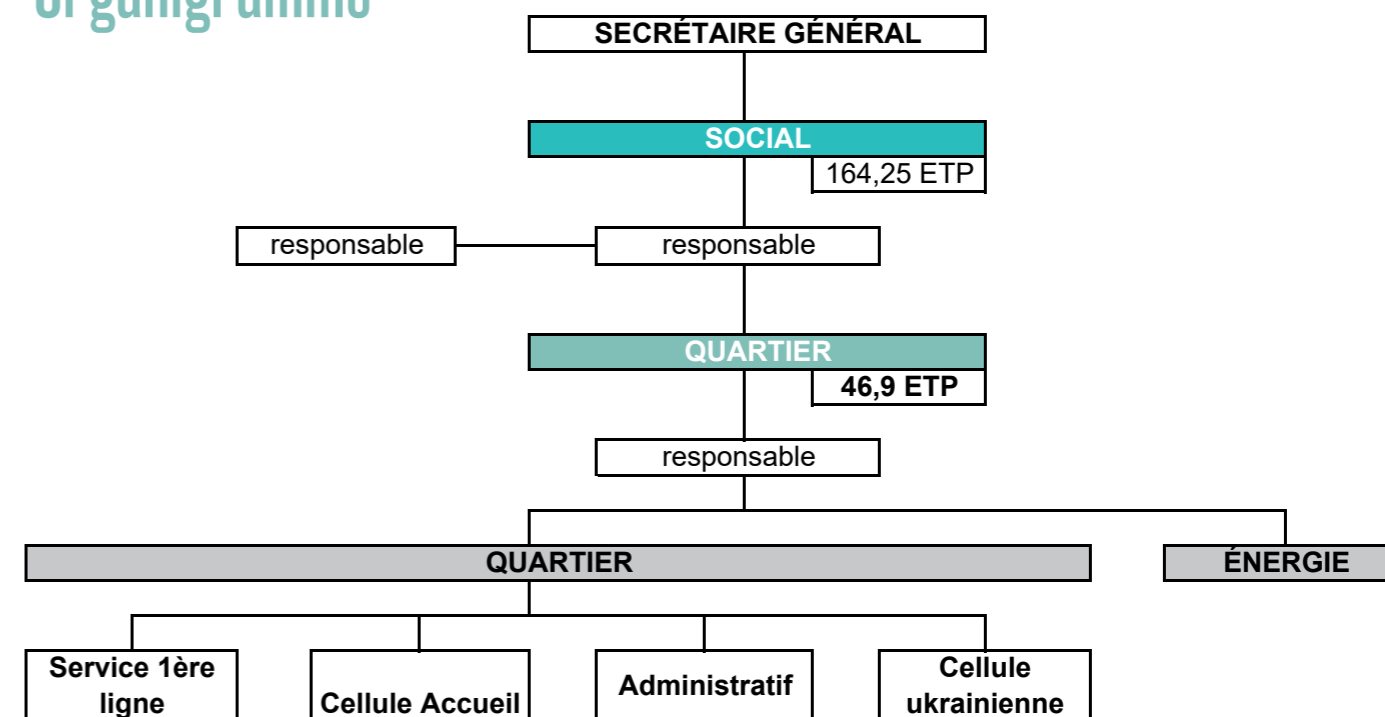 SECRÉTAIRE GÉNÉRAL
SOCIAL
164,25 ETP
responsable
responsable
QUARTIER
46,9 ETP
responsable
QUARTIER
ÉNERGIE
Service 1ère
ligne
Cellule Accueil
Administratif
Cellule
ukrainienne